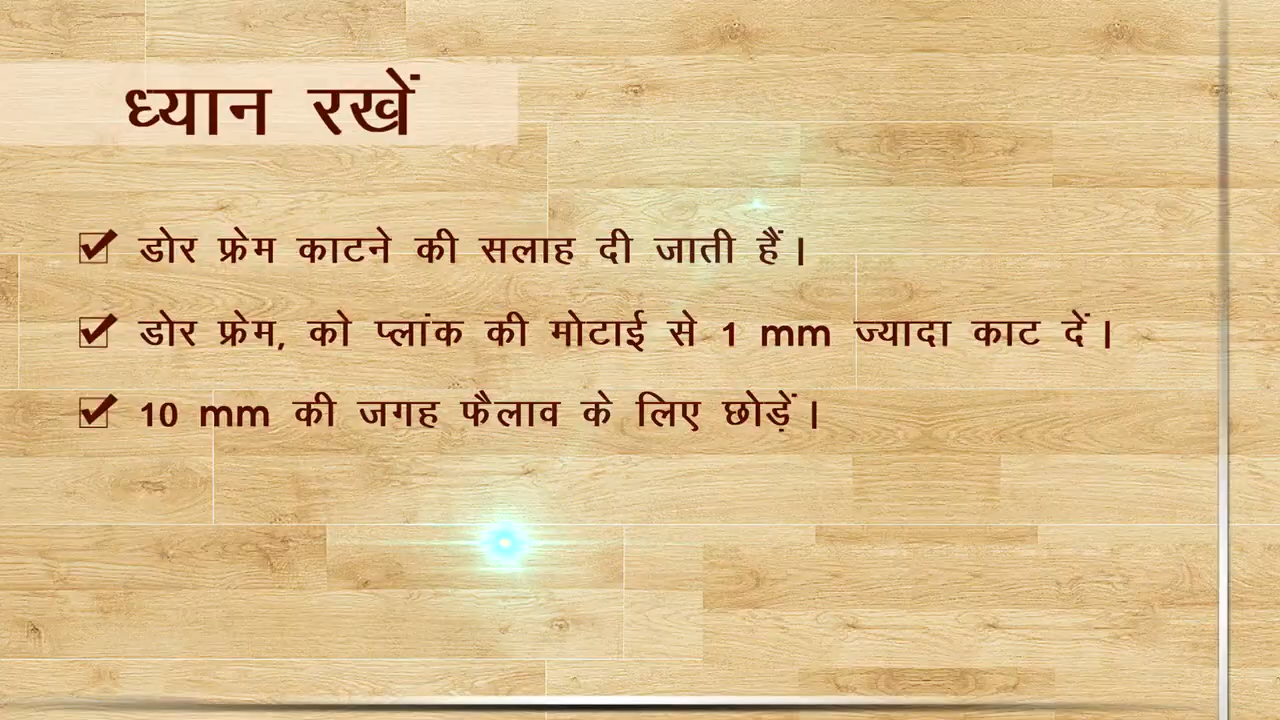 ध्यान रखें
डोर फ्रेम काटने की सलाह दी जाती हैं।
डोर फ्रेम, को प्लांक की मोटाई से 1 mm ज्यादा काट दें।
10 mm की जगह फैलाव के लिए छोड़ें।